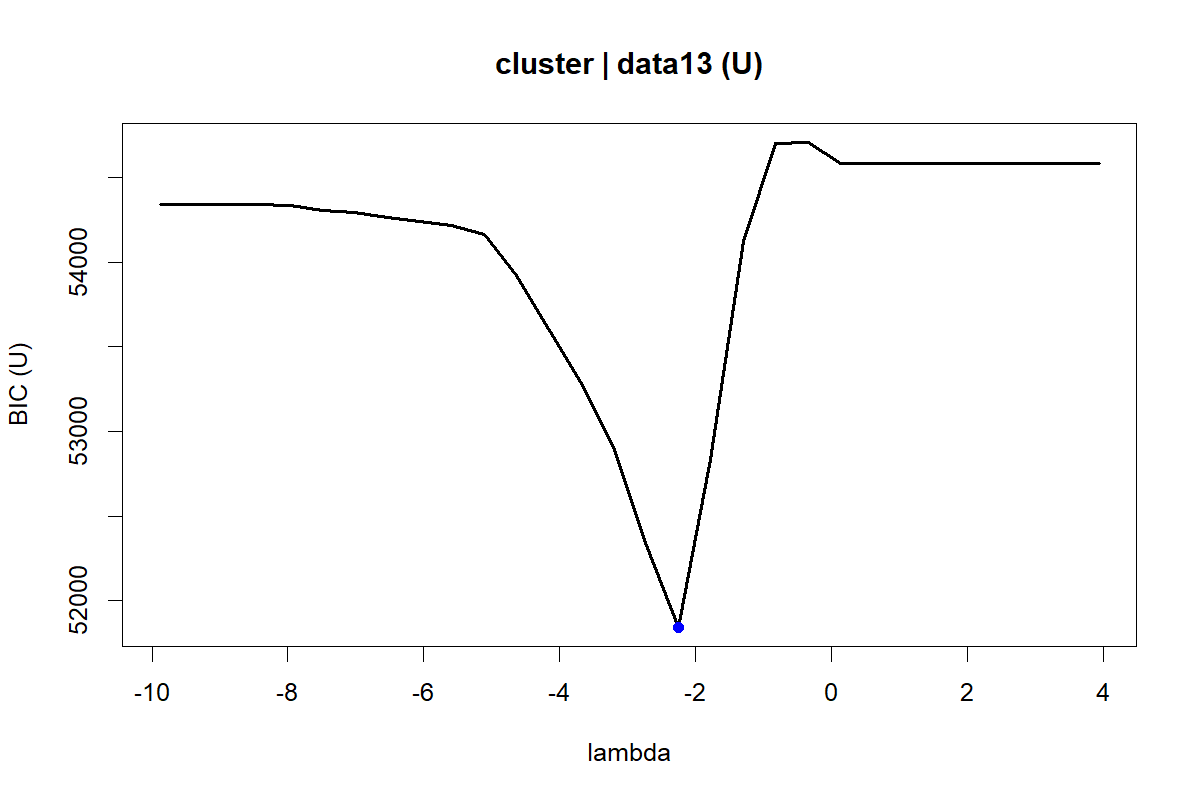 cluster | data13 (U)
BIC (U)
54000
53000
52000
-10 -8 -6 -4 -2 0 2 4
lambda